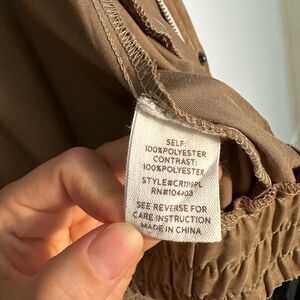 SELF:
100%POLYESTER
CONTRAST:
100%POLYESTER
STYLE#CR1119PL
RN#104403
SEE REVERSE FOR
CARE INSTRUCTION
MADE IN CHINA